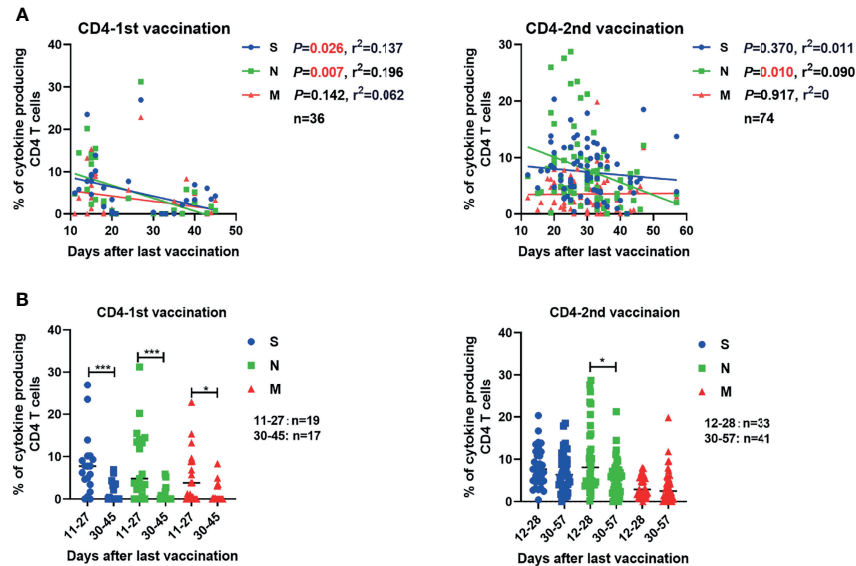 A
CD4-1st vaccination
% of cytokine producing
CD4 T cells
40
30
20
10
0
10
20
30
40
50
Days after last vaccination
S P=0.026, r²=0.137
N P=0.007, r²=0.196
M P=0.142, r²=0.062
n=36
CD4-2nd vaccination
% of cytokine producing
CD4 T cells
30
20
10
0
10
20
30
40
50
60
Days after last vaccination
S P=0.370, r²=0.011
N P=0.010, r²=0.090
M P=0.917, r²=0
n=74
B
CD4-1st vaccination
% of cytokine producing
CD4 T cells
40
30
20
10
0
***
***
*
11-27
30-45
11-27
30-45
11-27
30-45
Days after last vaccination
S
N
M
11-27: n=19
30-45: n=17
CD4-2nd vaccinaion
% of cytokine producing
CD4 T cells
40
30
20
10
0
*
12-28
30-57
12-28
30-57
12-28
30-57
Days after last vaccination
S
N
M
12-28: n=33
30-57: n=41